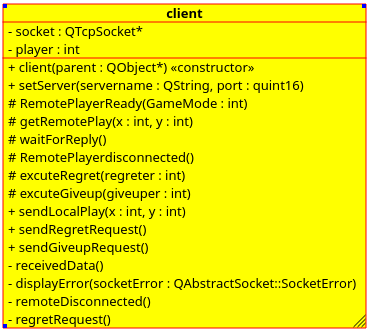 client
- socket : QTcpSocket*
- player : int
+ client(parent : QObject*) «constructor»
+ setServer(servername : QString, port : quint16)
# RemotePlayerReady(GameMode : int)
# getRemotePlay(x : int, y : int)
# waitForReply()
# RemotePlayerdisconnected()
# excuteRegret(regreter : int)
# excuteGiveup(giveuper : int)
+ sendLocalPlay(x : int, y : int)
+ sendRegretRequest()
+ sendGiveupRequest()
- receivedData()
- displayError(socketError : QAbstractSocket::SocketError)
- remoteDisconnected()
- regretRequest()